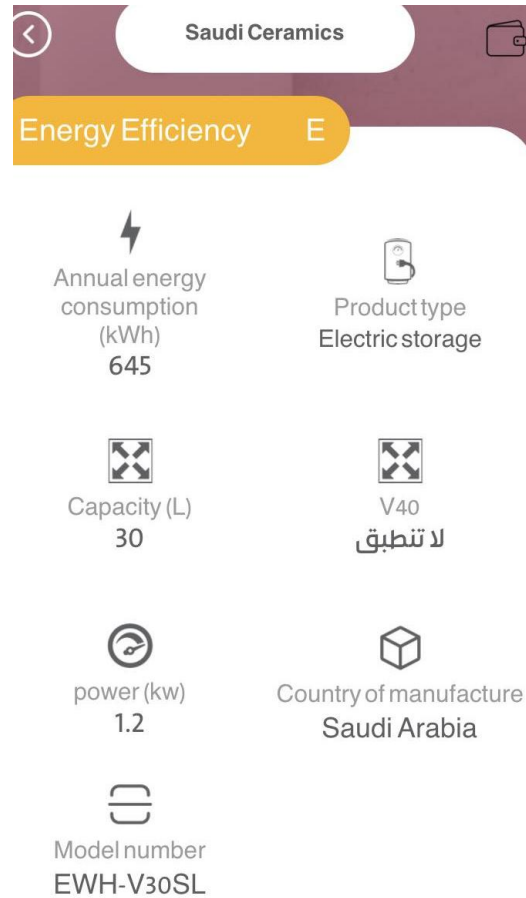 Saudi Ceramics
Energy Efficiency E
Annual energy
consumption
(kWh)
645
Product type
Electric storage
Capacity (L)
30
V40
لا تنطبق
power (kw)
1.2
Country of manufacture
Saudi Arabia
Model number
EWH-V30SL